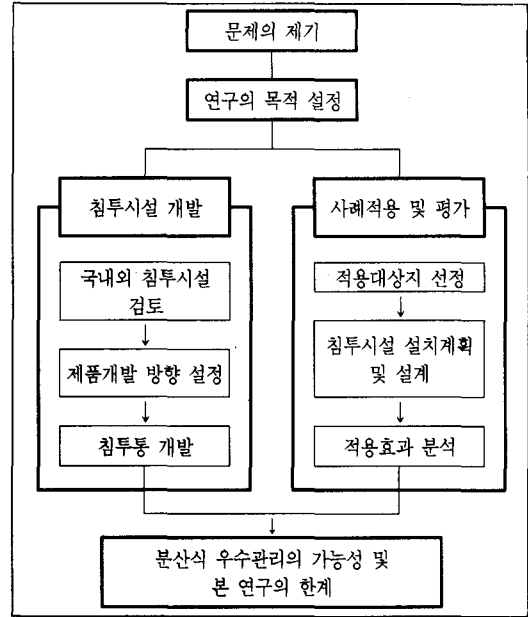 문제의 제기
연구의 목적 설정
침투시설 개발
국내외 침투시설
검토
제품개발 방향 설정
침투통 개발
사례적용 및 평가
적용대상지 선정
침투시설 설치계획
및 설계
적용효과 분석
분산식 우수관리의 가능성 및
본 연구의 한계